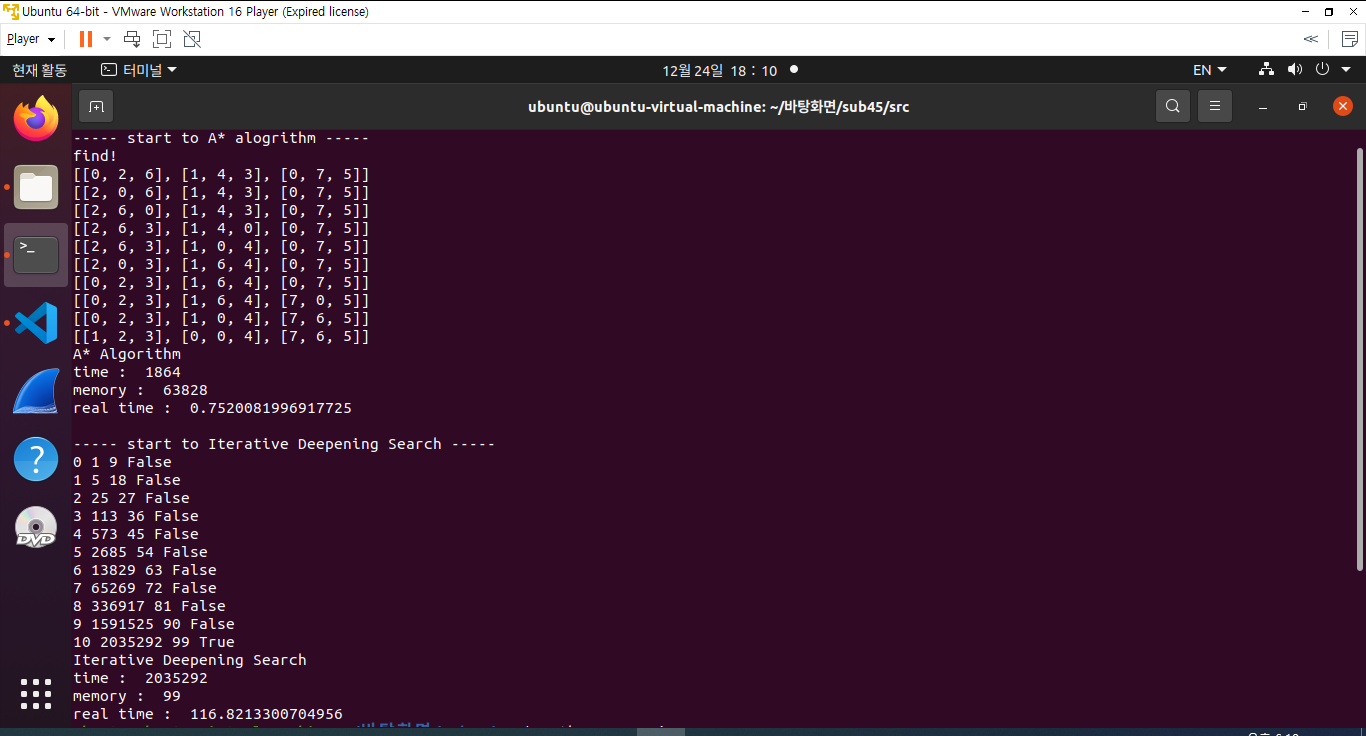 Ubuntu 64-bit - VMware Workstation 16 Player (Expired license)
Player
현재 활동 터미널 12월 24일 18 : 10 EN
ubuntu@ubuntu-virtual-machine: ~/바탕화면/sub45/src
----- start to A* alogrithm -----
find!
[[0, 2, 6], [1, 4, 3], [0, 7, 5]]
[[2, 0, 6], [1, 4, 3], [0, 7, 5]]
[[2, 6, 0], [1, 4, 3], [0, 7, 5]]
[[2, 6, 3], [1, 4, 0], [0, 7, 5]]
[[2, 6, 3], [1, 0, 4], [0, 7, 5]]
[[2, 0, 3], [1, 6, 4], [0, 7, 5]]
[[0, 2, 3], [1, 6, 4], [0, 7, 5]]
[[0, 2, 3], [1, 6, 4], [7, 0, 5]]
[[0, 2, 3], [1, 0, 4], [7, 6, 5]]
[[1, 2, 3], [0, 0, 4], [7, 6, 5]]
A* Algorithm
time :  1864
memory :  63828
real time :  0.7520081996917725
----- start to Iterative Deepening Search -----
0 1 9 False
1 5 18 False
2 25 27 False
3 113 36 False
4 573 45 False
5 2685 54 False
6 13829 63 False
7 65269 72 False
8 336917 81 False
9 1591525 90 False
10 2035292 99 True
Iterative Deepening Search
time :  2035292
memory :  99
real time :  116.8213300704956
DVD